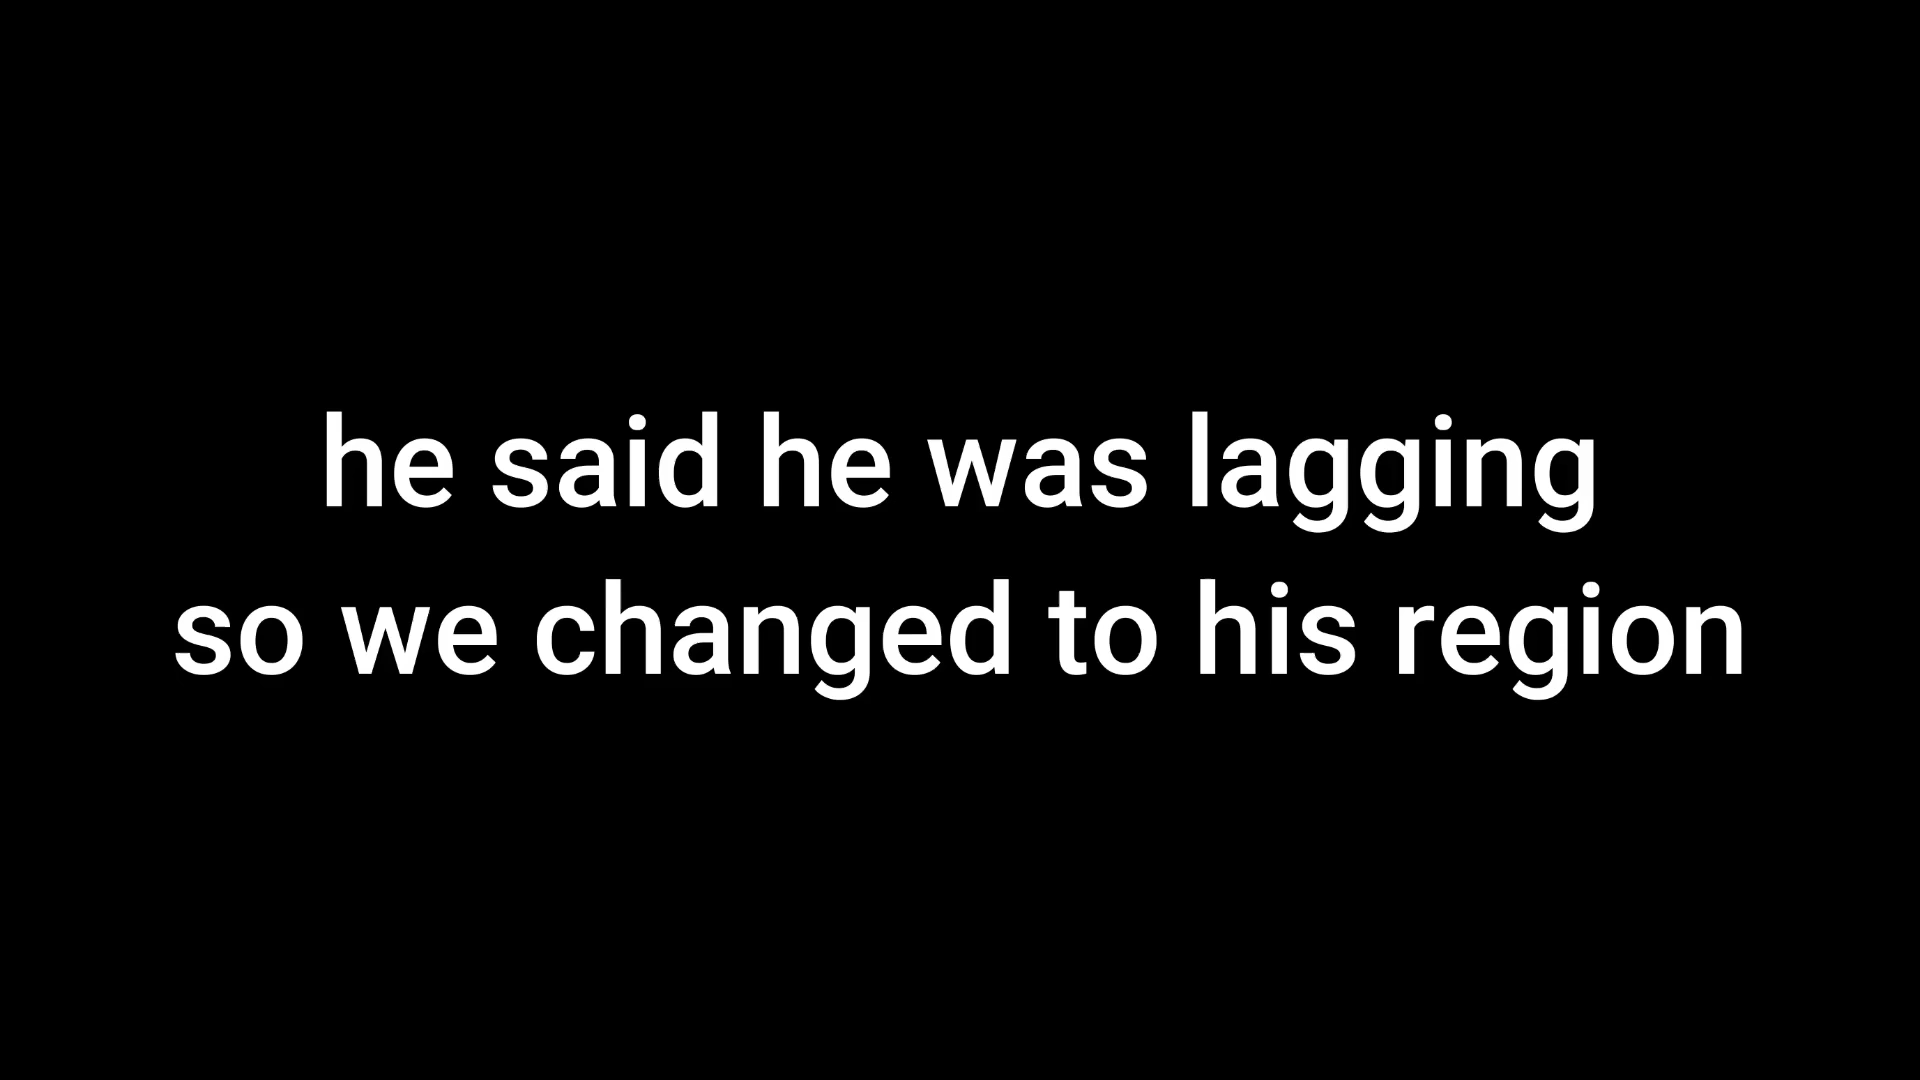 he said he was lagging
so we changed to his region